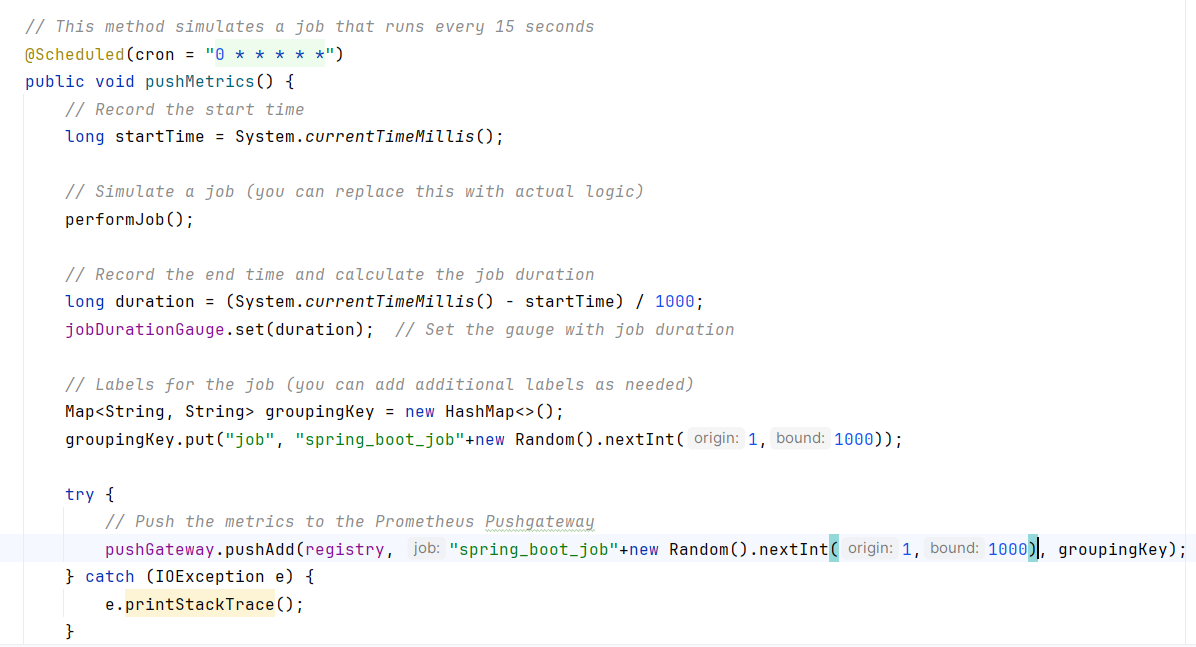 // This method simulates a job that runs every 15 seconds
@Scheduled(cron = "0 * * * * *")
public void pushMetrics() {
// Record the start time
long startTime = System.currentTimeMillis();
// Simulate a job (you can replace this with actual logic)
performJob();
// Record the end time and calculate the job duration
long duration = (System.currentTimeMillis() - startTime) / 1000;
jobDurationGauge.set(duration);  // Set the gauge with job duration
// Labels for the job (you can add additional labels as needed)
Map<String, String> groupingKey = new HashMap<>();
groupingKey.put("job", "spring_boot_job"+new Random().nextInt( origin: 1, bound: 1000));
try {
// Push the metrics to the Prometheus Pushgateway
pushGateway.pushAdd(registry, job: "spring_boot_job"+new Random().nextInt( origin: 1, bound: 1000), groupingKey);
} catch (IOException e) {
e.printStackTrace();
}